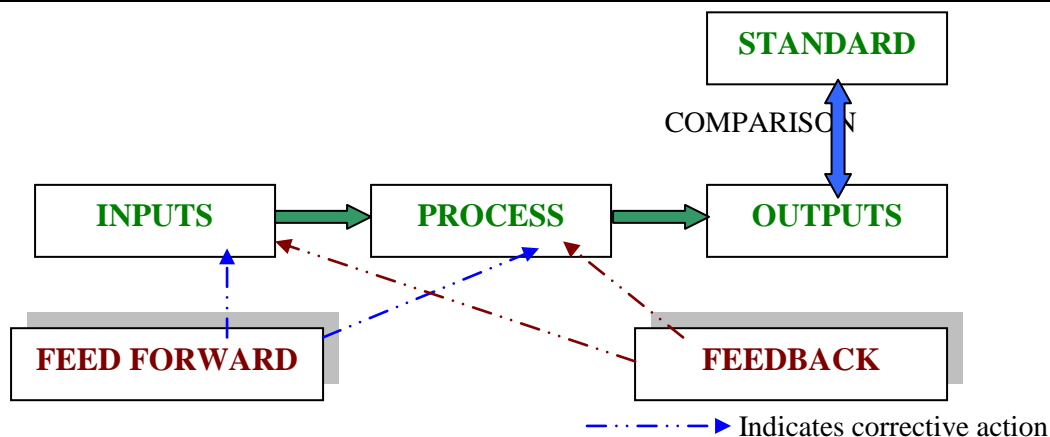 STANDARD
COMPARISON
INPUTS
PROCESS
OUTPUTS
FEED FORWARD
FEEDBACK
Indicates corrective action